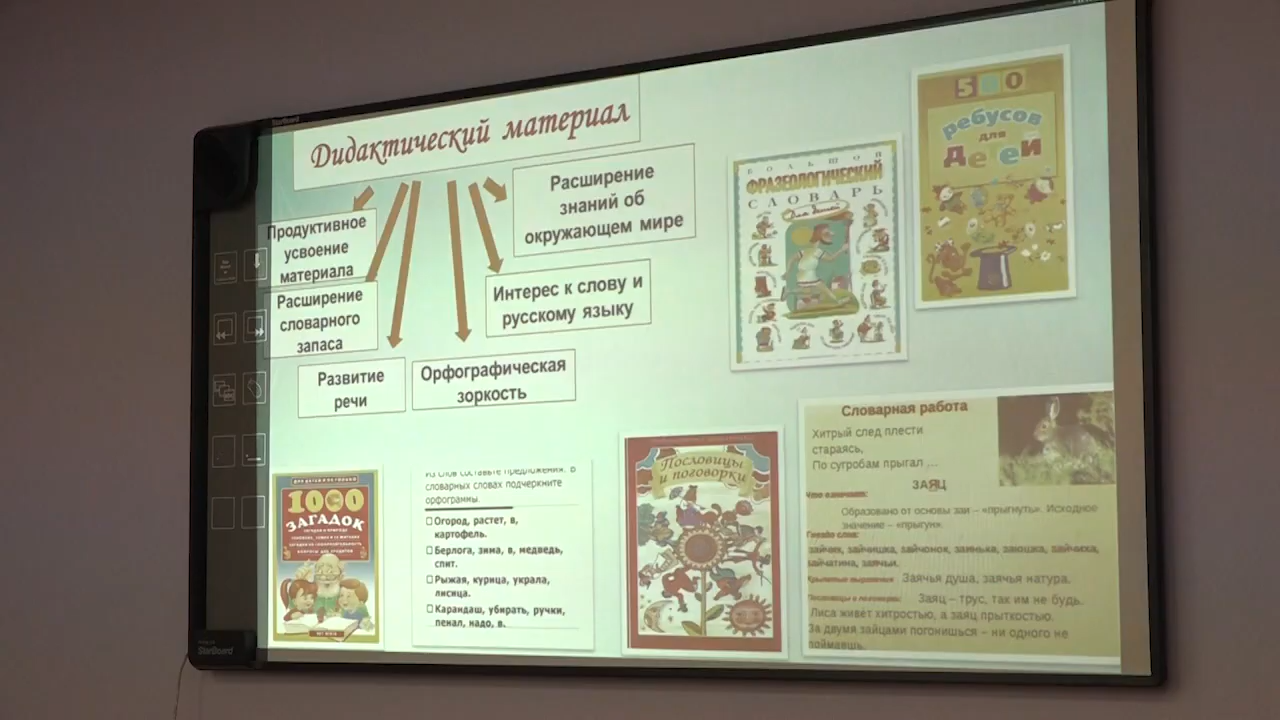 StarBoard
Дидактический материал
Продуктивное
усвоение
материала
Расширение
словарного
запаса
Развитие
речи
Орфографическая
зоркость
Интерес к слову и
русскому языку
Расширение
знаний об
окружающем мире
БОЛЬШОЙ
ФРАЗЕОЛОГИЧЕСКИЙ
СЛОВАРЬ
Для детей
500
ребусов
для
детей
1000
ЗАГАДОК
Из слов составьте предложения. В
словарных словах подчеркните
орфограммы.
Огород, растет, в,
картофель.
Берлога, зима, в, медведь,
спит.
Рыжая, курица, украла,
лисица.
Карандаш, убирать, ручки,
пенал, надо, в.
Пословицы
и поговорки
Словарная работа
Хитрый след плести
стараясь,
По сугробам прыгал ...
ЗАЯЦ
Что означает:
Образовано от основы заи – «прыгнуть». Исходное
значение – «прыгун».
Гнездо слов:
зайчик, зайчишка, зайчонок, заинька, заюшка, зайчиха,
зайчатина, заячьи.
Крылатые выражения Заячья душа, заячья натура.
Пословицы и поговорки: Заяц – трус, так им не будь.
Лиса живёт хитростью, а заяц прыткостью.
За двумя зайцами погонишься – ни одного не
поймаешь.
StarBoard